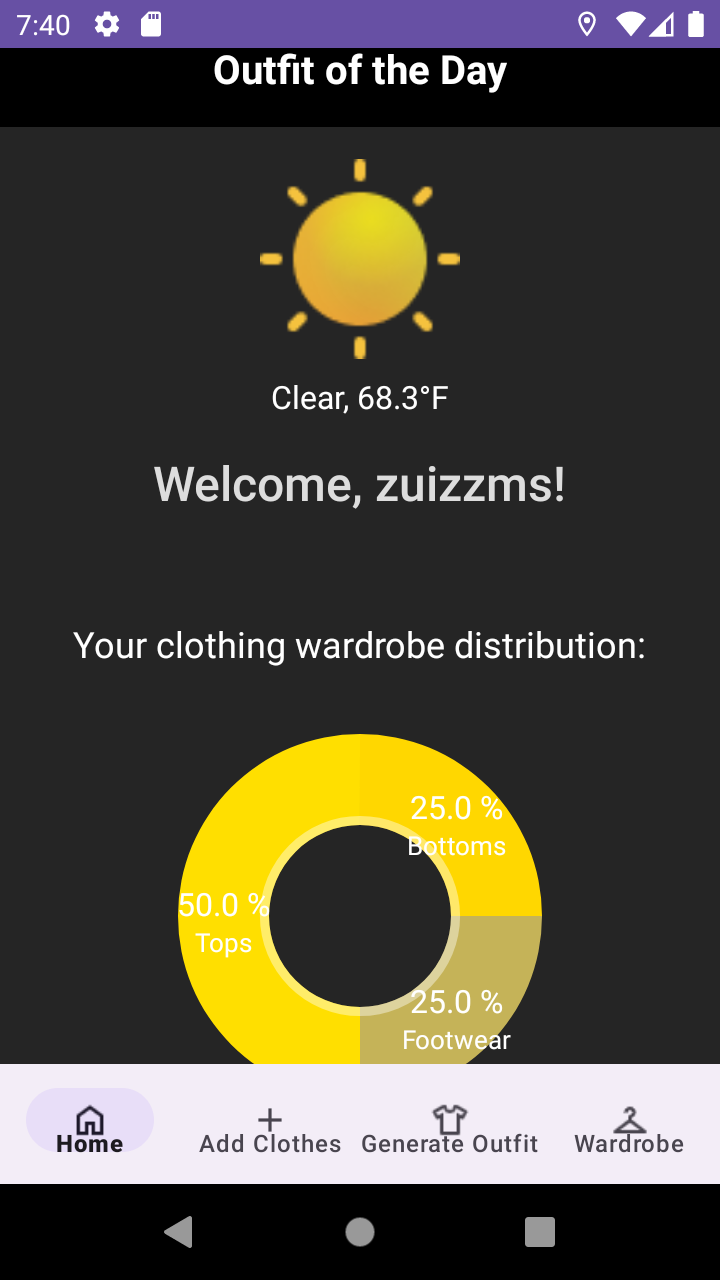 7:40
Outfit of the Day
Clear, 68.3°F
Welcome, zuizzms!
Your clothing wardrobe distribution:
25.0 %
Bottoms
50.0 %
Tops
25.0 %
Footwear
Home
Add Clothes
Generate Outfit
Wardrobe